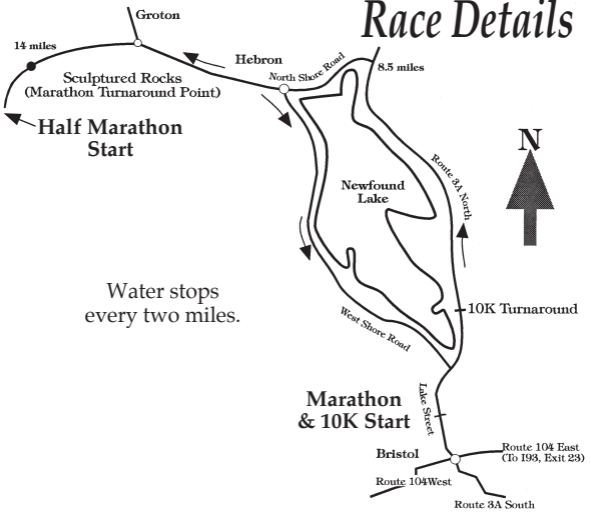 Race Details
Groton
14 miles
Hebron
North Shore Road
8.5 miles
Sculptured Rocks
(Marathon Turnaround Point)
Half Marathon
Start
N
Route 3A North
Newfound
Lake
Water stops
every two miles.
10K Turnaround
West Shore Road
Marathon
& 10K Start
Lake Street
Bristol
Route 104 East
(To I93, Exit 23)
Route 104West
Route 3A South